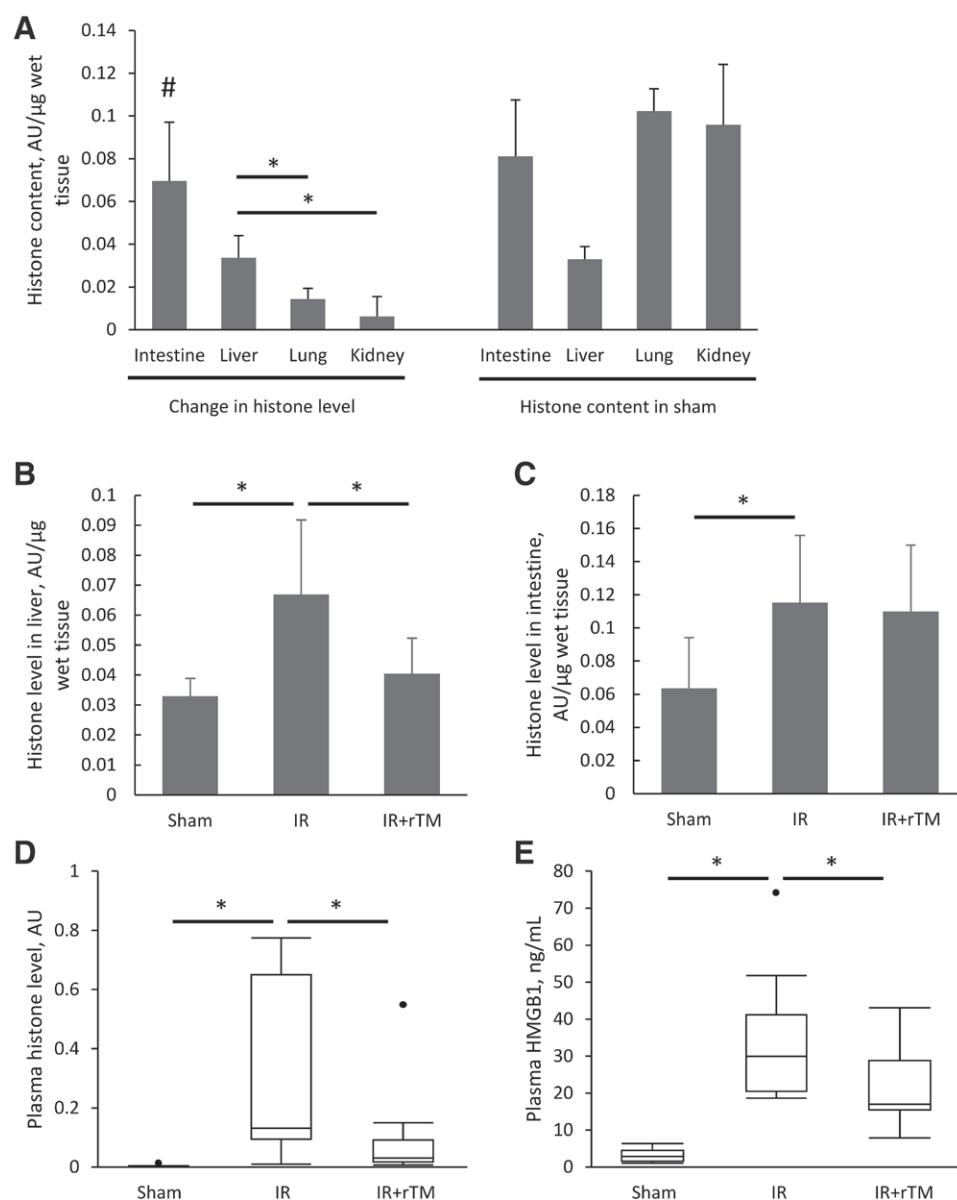 A
Histone content, AU/µg wet
tissue
0.14
0.12
0.1
0.08
0.06
0.04
0.02
0
#
*
*
Intestine Liver Lung Kidney Intestine Liver Lung Kidney
Change in histone level Histone content in sham
B
Histone level in liver, AU/µg
wet tissue
0.1
0.09
0.08
0.07
0.06
0.05
0.04
0.03
0.02
0.01
0
* *
Sham IR IR+rTM
C
Histone level in intestine,
AU/µg wet tissue
0.18
0.16
0.14
0.12
0.1
0.08
0.06
0.04
0.02
0
*
Sham IR IR+rTM
D
Plasma histone level, AU
1
0.8
0.6
0.4
0.2
0
* *
Sham IR IR+rTM
E
Plasma HMGB1, ng/mL
80
70
60
50
40
30
20
10
0
* *
Sham IR IR+rTM